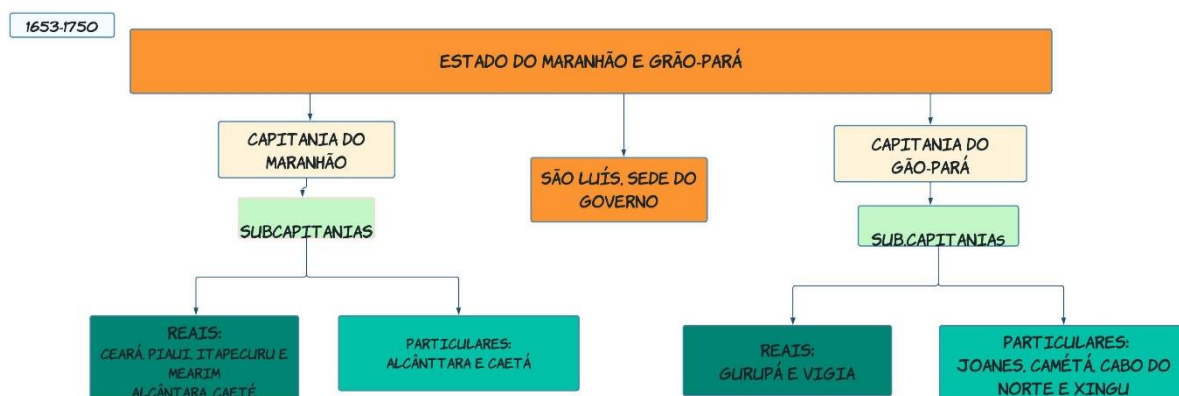 1653-1750
ESTADO DO MARANHÃO E GRÃO-PARÁ
CAPITANIA DO
MARANHÃO
SÃO LUÍS, SEDE DO
GOVERNO
CAPITANIA DO
GÃO-PARÁ
SUBCAPITANIAS
SUB.CAPITANIAS
REAIS:
CEARÁ, PIAUI, ITAPECURU E
MEARIM
ALCÂNTARA, CAETÉ
PARTICULARES:
ALCÂNTTARA E CAETÁ
REAIS:
GURUPÁ E VIGIA
PARTICULARES:
JOANES, CAMÉTÁ, CABO DO
NORTE E XINGU